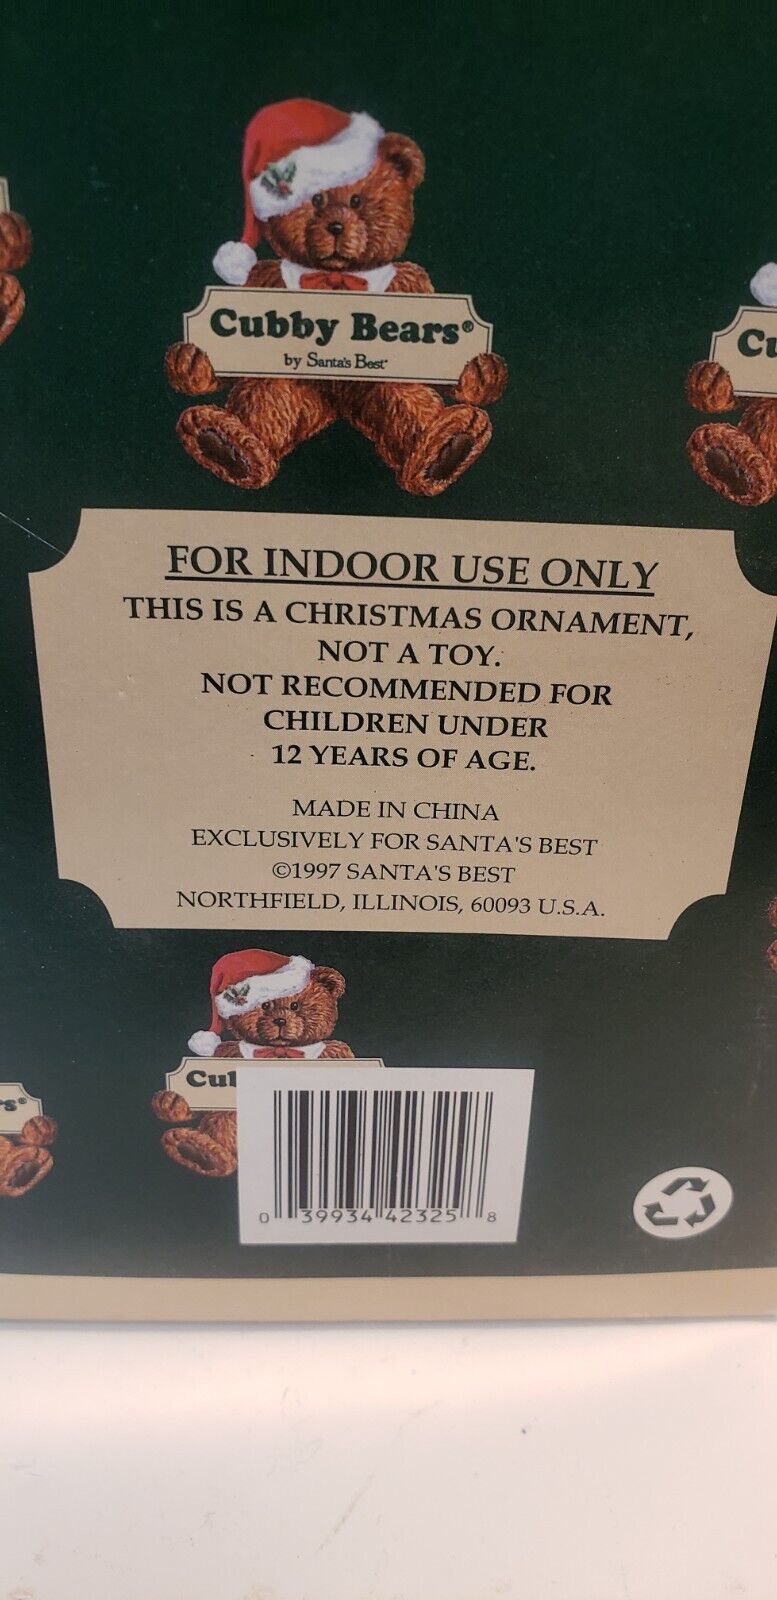 Cubby Bears®
by Santa's Best
Cu
FOR INDOOR USE ONLY
THIS IS A CHRISTMAS ORNAMENT,
NOT A TOY.
NOT RECOMMENDED FOR
CHILDREN UNDER
12 YEARS OF AGE.
MADE IN CHINA
EXCLUSIVELY FOR SANTA'S BEST
©1997 SANTA'S BEST
NORTHFIELD, ILLINOIS, 60093 U.S.A.
Cul
rs®
0 39934 42325 8